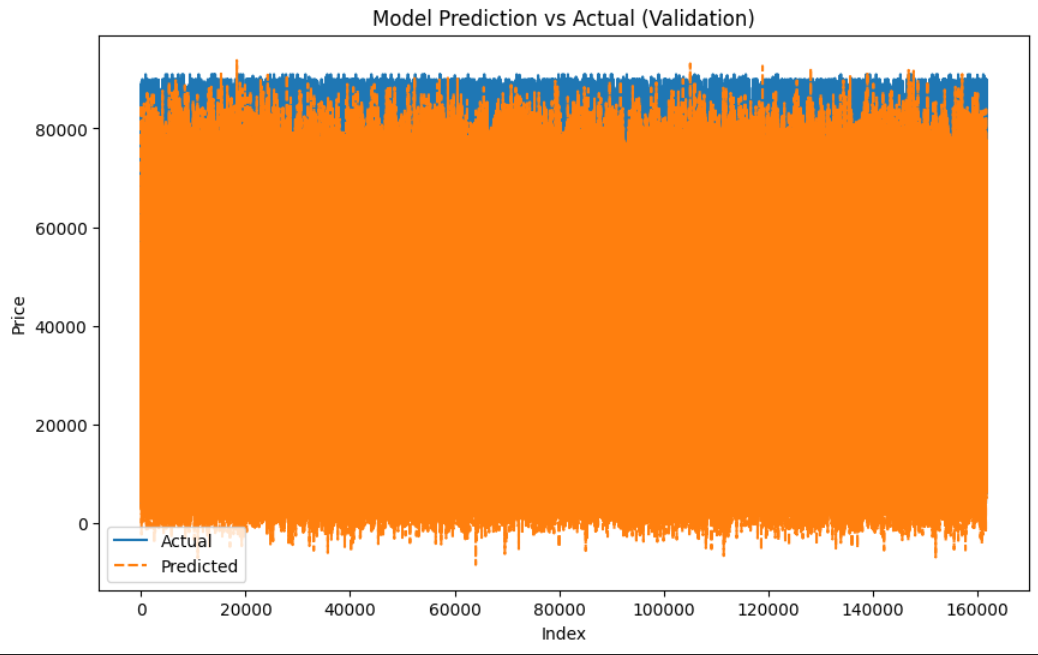 Model Prediction vs Actual (Validation)
Price
80000
60000
40000
20000
0
Actual
Predicted
0 20000 40000 60000 80000 100000 120000 140000 160000
Index